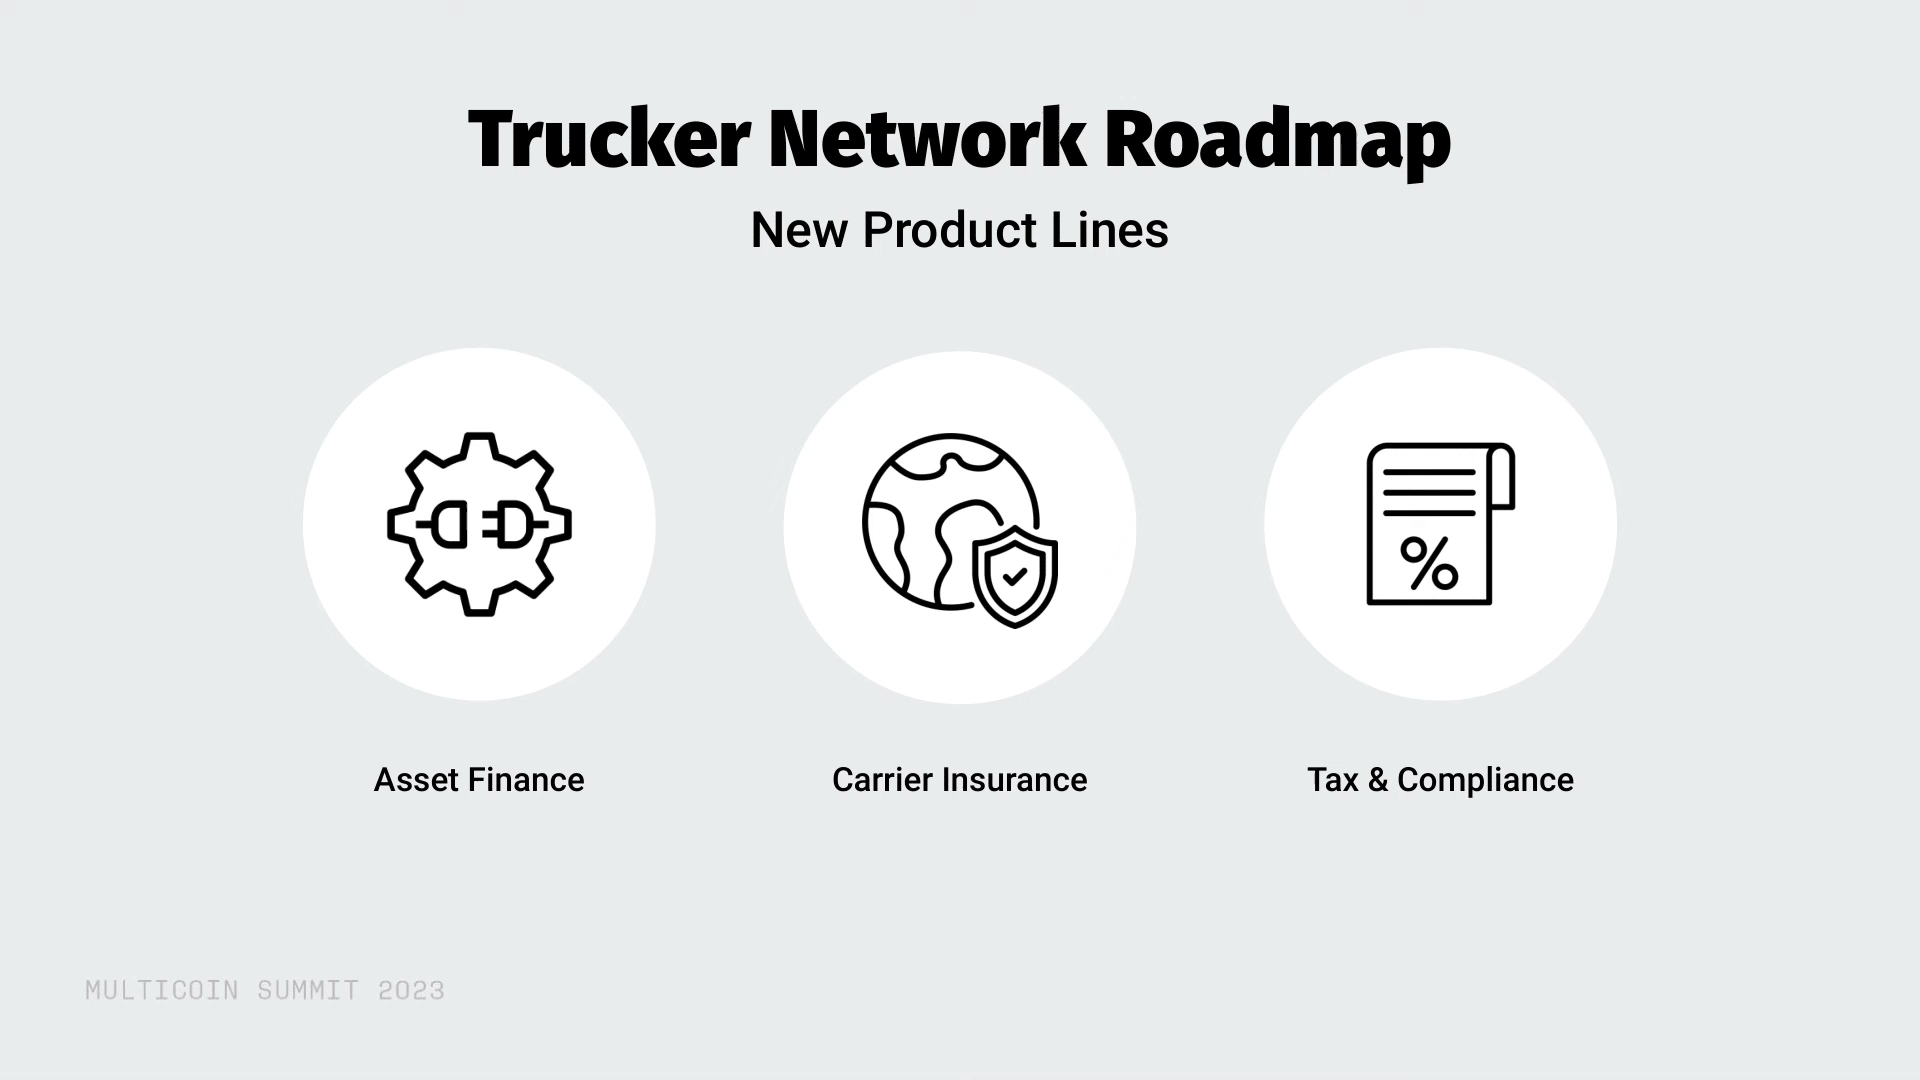 Trucker Network Roadmap
New Product Lines
%
Asset Finance
Carrier Insurance
Tax & Compliance
MULTICOIN SUMMIT 2023